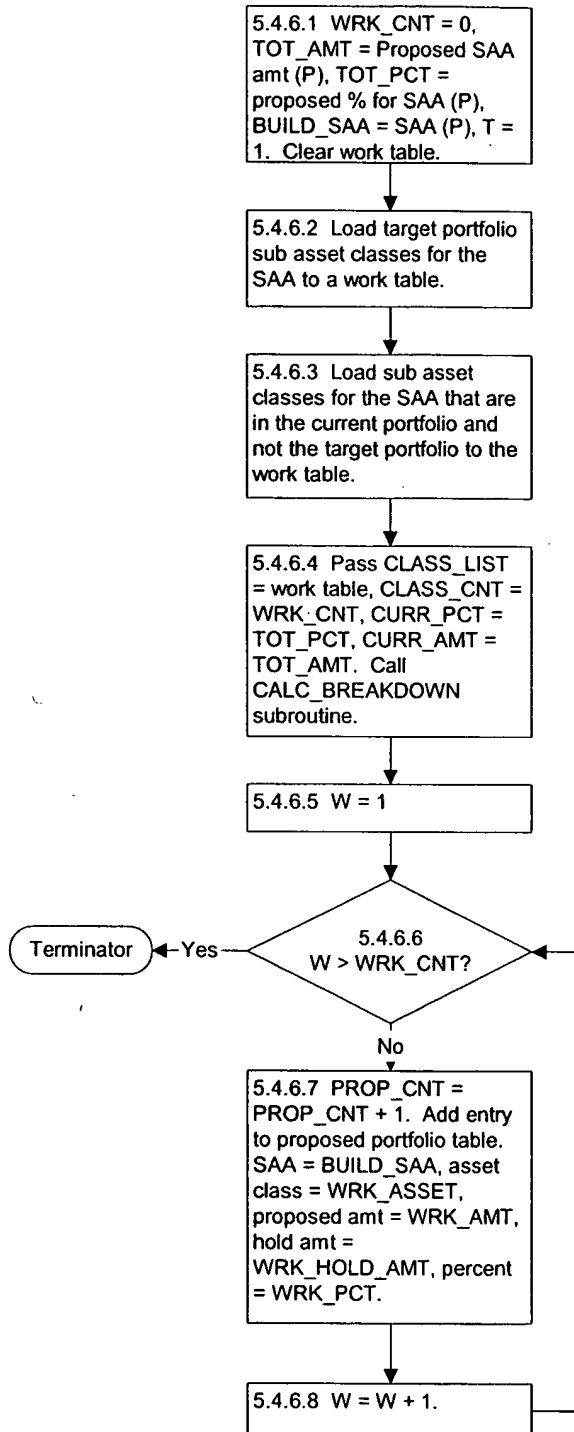 5.4.6.1 WRK_CNT = 0,
TOT_AMT = Proposed SAA
amt (P), TOT_PCT =
proposed % for SAA (P),
BUILD_SAA = SAA (P), T =
1. Clear work table.
5.4.6.2 Load target portfolio
sub asset classes for the
SAA to a work table.
5.4.6.3 Load sub asset
classes for the SAA that are
in the current portfolio and
not the target portfolio to the
work table.
5.4.6.4 Pass CLASS_LIST
= work table, CLASS_CNT =
WRK_CNT, CURR_PCT =
TOT_PCT, CURR_AMT =
TOT_AMT. Call
CALC_BREAKDOWN
subroutine.
5.4.6.5 W = 1
5.4.6.6
W > WRK_CNT?
Yes
Terminator
No
5.4.6.7 PROP_CNT =
PROP_CNT + 1. Add entry
to proposed portfolio table.
SAA = BUILD_SAA, asset
class = WRK_ASSET,
proposed amt = WRK_AMT,
hold amt =
WRK_HOLD_AMT, percent
= WRK_PCT.
5.4.6.8 W = W + 1.